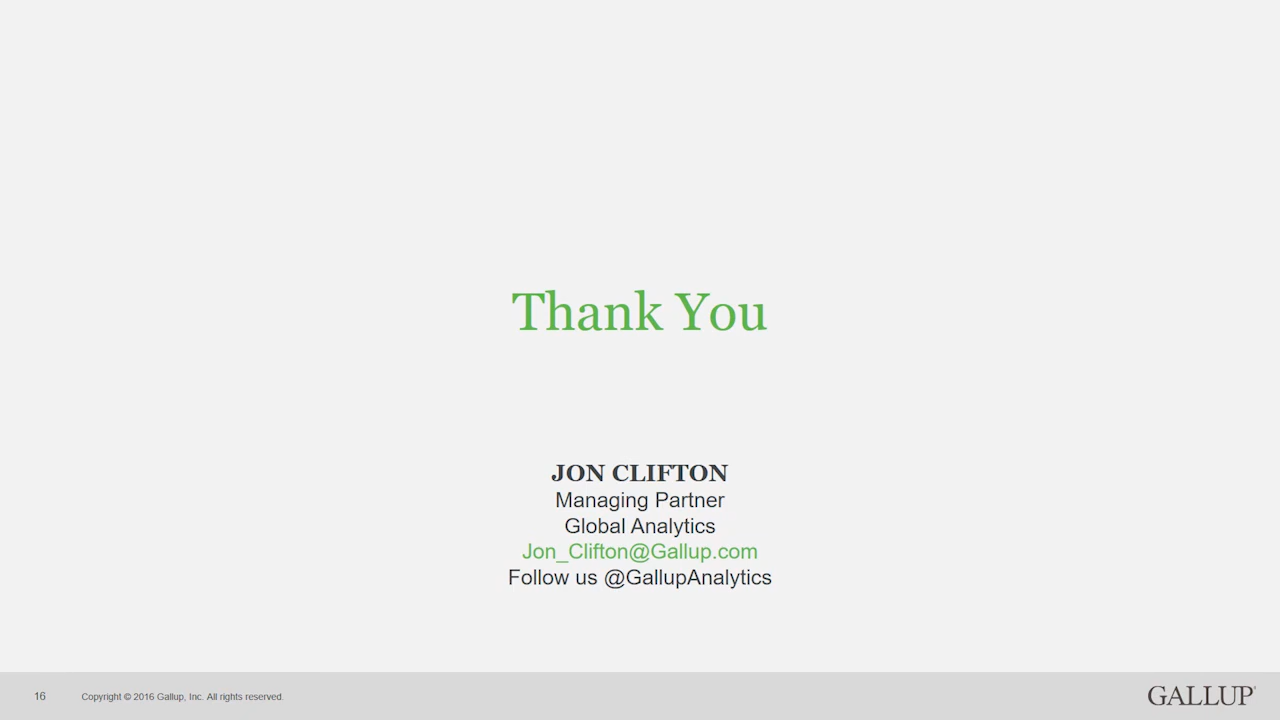 Thank You
JON CLIFTON
Managing Partner
Global Analytics
Jon_Clifton@Gallup.com
Follow us @GallupAnalytics
16 Copyright © 2016 Gallup, Inc. All rights reserved.
GALLUP®